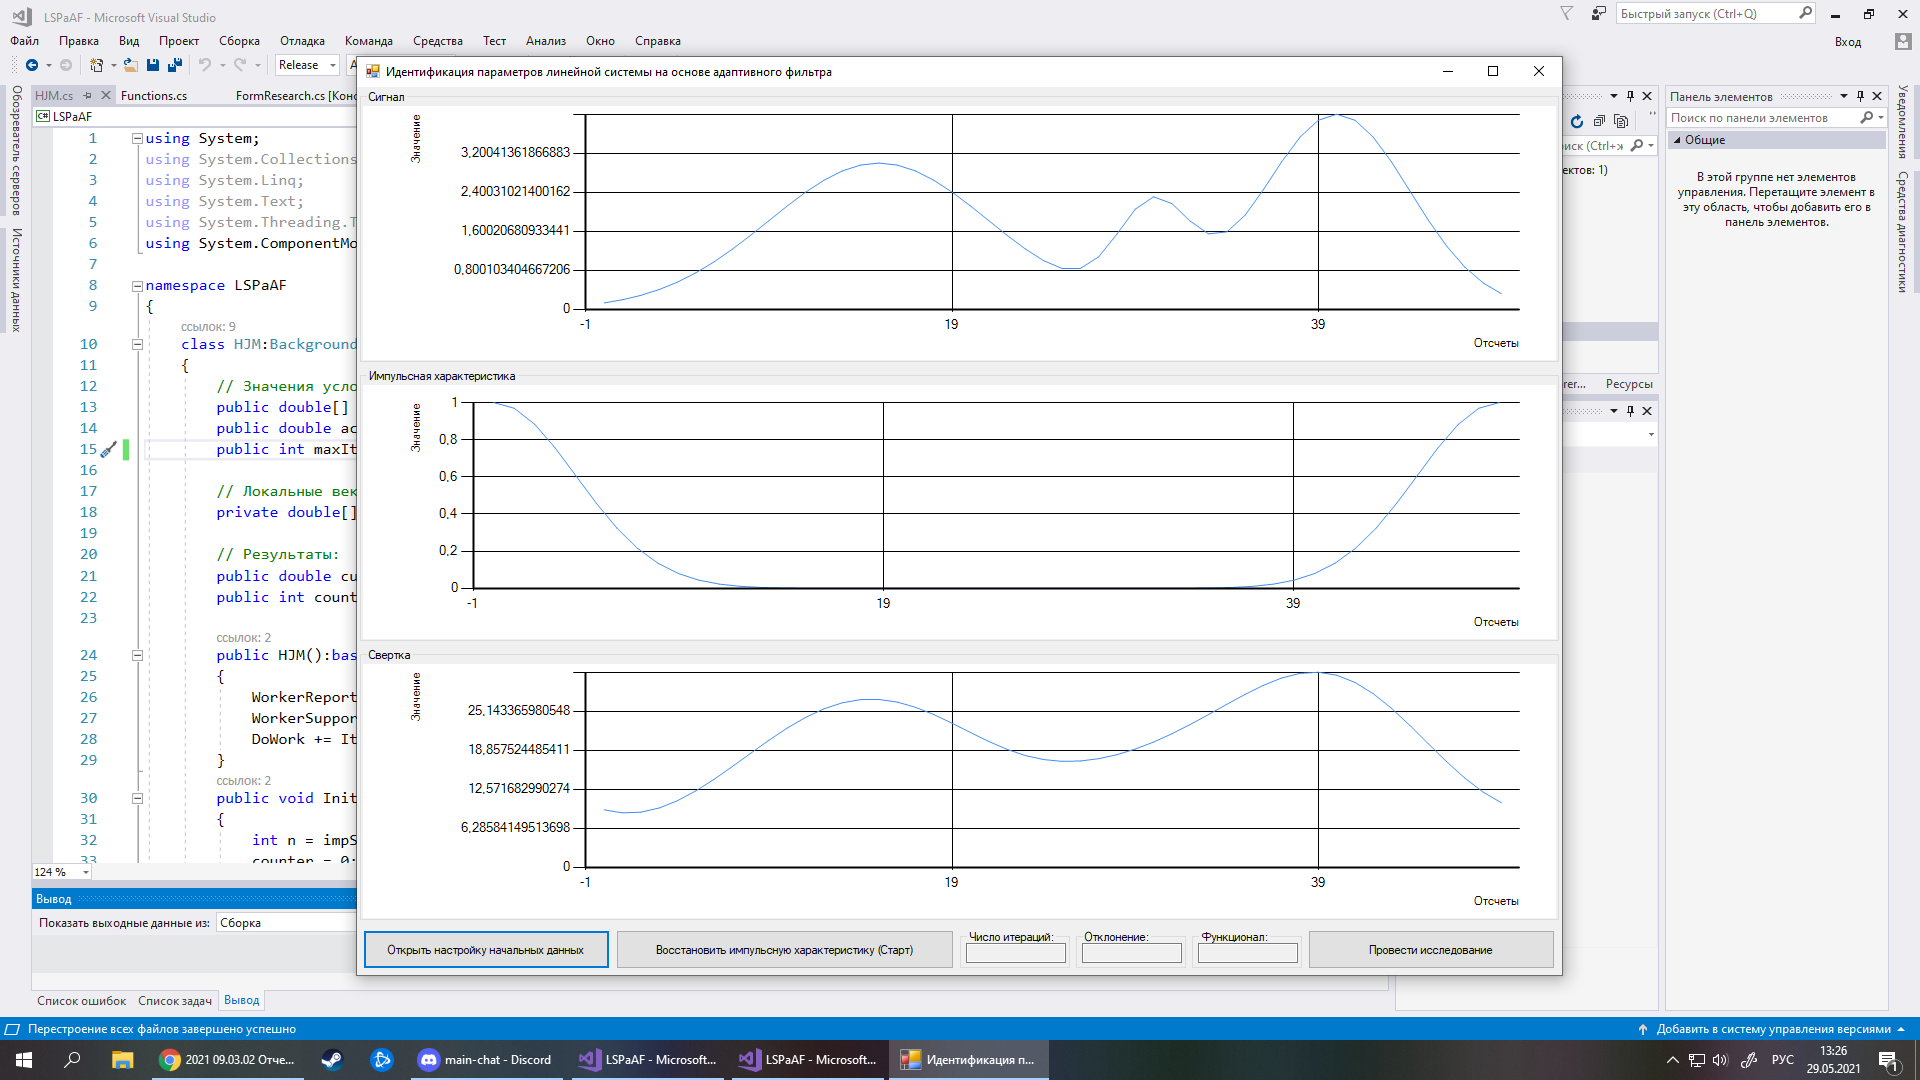 LSPaAF - Microsoft Visual Studio
Быстрый запуск (Ctrl+Q)
Файл Правка Вид Проект Сборка Отладка Команда Средства Тест Анализ Окно Справка
Вход
Release
HJM.cs Functions.cs FormResearch.cs [Конс
C# LSPaAF
Обозреватель серверов
Источники данных
1 using System;
2 using System.Collections
3 using System.Linq;
4 using System.Text;
5 using System.Threading.T
6 using System.ComponentMo
7
8 namespace LSPaAF
9 {
ссылок: 9
10 class HJM:Background
11 {
12 // Значения усло
13 public double[]
14 public double ac
15 public int maxIt
16
17 // Локальные век
18 private double[]
19
20 // Результаты:
21 public double cu
22 public int count
23
ссылок: 2
24 public HJM():bas
25 {
26 WorkerReport
27 WorkerSuppor
28 DoWork += It
29 }
ссылок: 2
30 public void Init
31 {
32 int n = impS
33 counter = 0;
124 %
Вывод
Показать выходные данные из: Сборка
Список ошибок Список задач Вывод
Идентификация параметров линейной системы на основе адаптивного фильтра
Сигнал
Значение
3,20041361866883
2,40031021400162
1,60020680933441
0,800103404667206
0
-1 19 39
Отсчеты
Импульсная характеристика
Значение
1
0,8
0,6
0,4
0,2
0
-1 19 39
Отсчеты
Свертка
Значение
25,143365980548
18,857524485411
12,571682990274
6,28584149513698
0
-1 19 39
Отсчеты
Открыть настройку начальных данных
Восстановить импульсную характеристику (Старт)
Число итераций:
Отклонение:
Функционал:
Провести исследование
иск (Ctrl+ж
ектов: 1)
rer... Ресурсы
Панель элементов
Поиск по панели элементов
Общие
В этой группе нет элементов
управления. Перетащите элемент в
эту область, чтобы добавить его в
панель элементов.
Уведомления
Средства диагностики
Перестроение всех файлов завершено успешно
Добавить в систему управления версиями
2021 09.03.02 Отче...
main-chat - Discord
LSPaAF - Microsoft...
LSPaAF - Microsoft...
Идентификация п...
РУС
13:26
29.05.2021
1